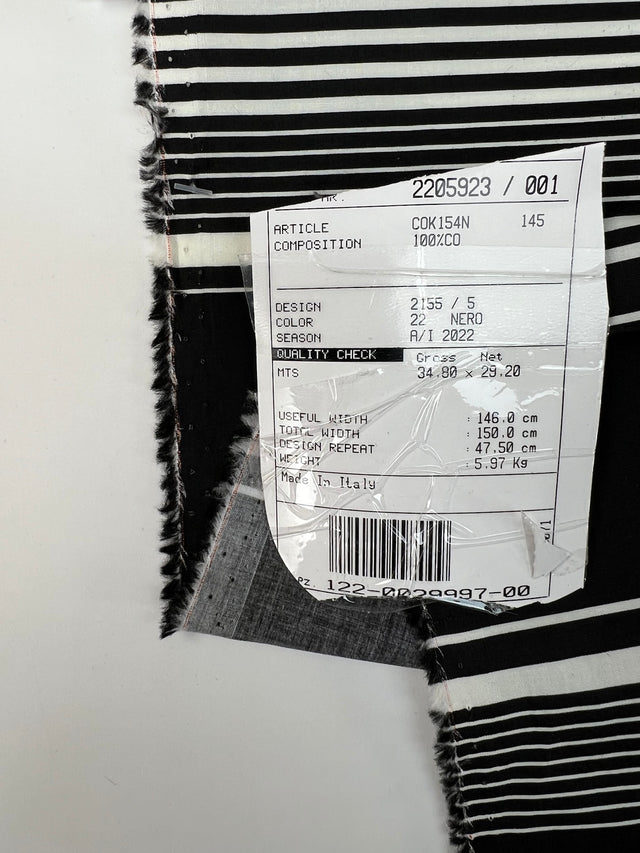 NR. 2205923 / 001
ARTICLE COK154N 145
COMPOSITION 100%CO
DESIGN 2155 / 5
COLOR 22 NERO
SEASON A/I 2022
QUALITY CHECK Gross Net
MTS 34.80 x 29.20
USEFUL WIDTH : 146.0 cm
TOTAL WIDTH : 150.0 cm
DESIGN REPEAT : 47.50 cm
WEIGHT : 5.97 Kg
Made In Italy
PZ. 122-0029997-00